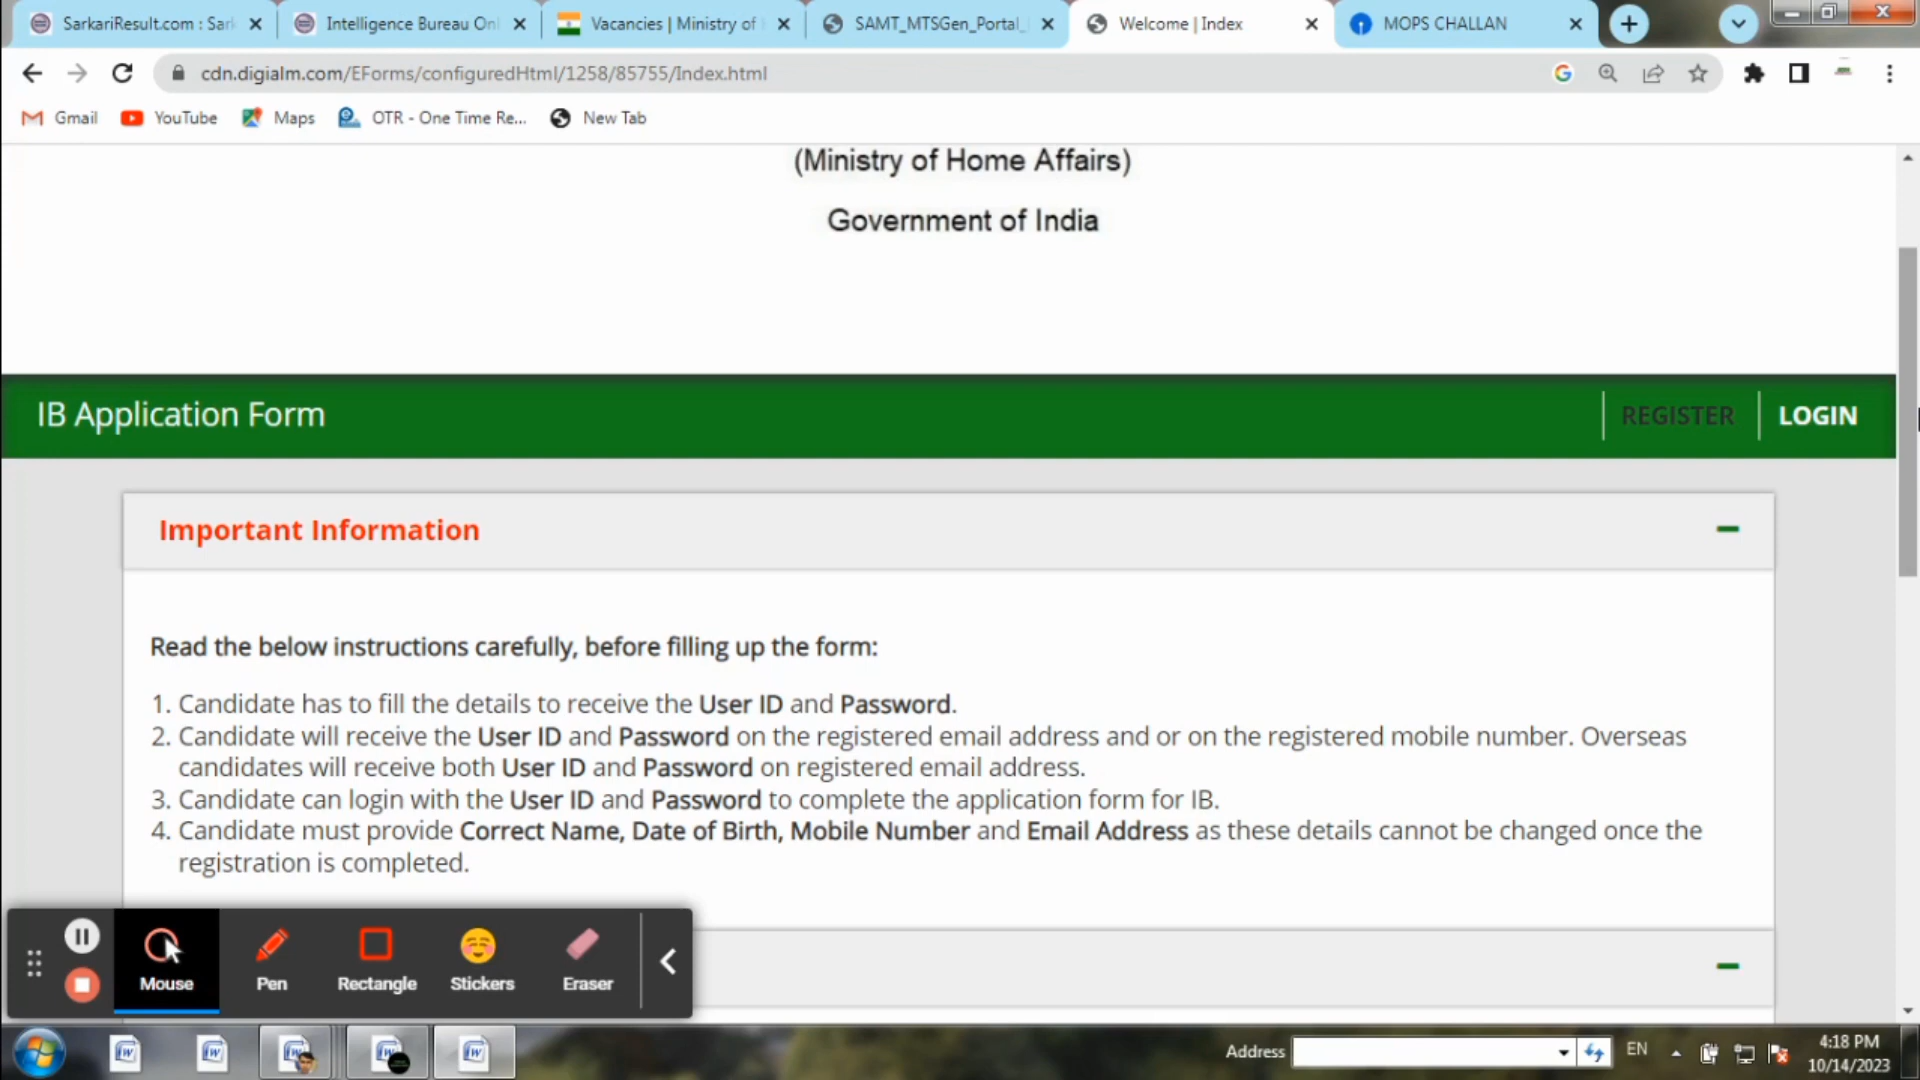 SarkariResult.com : Sark
Intelligence Bureau Onl
Vacancies | Ministry of
SAMT_MTSGen_Portal_
Welcome | Index
MOPS CHALLAN
cdn.digialm.com/EForms/configuredHtml/1258/85755/Index.html
Gmail
YouTube
Maps
OTR - One Time Re...
New Tab
(Ministry of Home Affairs)
Government of India
IB Application Form
REGISTER
LOGIN
Important Information
Read the below instructions carefully, before filling up the form:
1. Candidate has to fill the details to receive the User ID and Password.
2. Candidate will receive the User ID and Password on the registered email address and or on the registered mobile number. Overseas
candidates will receive both User ID and Password on registered email address.
3. Candidate can login with the User ID and Password to complete the application form for IB.
4. Candidate must provide Correct Name, Date of Birth, Mobile Number and Email Address as these details cannot be changed once the
registration is completed.
Mouse
Pen
Rectangle
Stickers
Eraser
Address
EN
4:18 PM
10/14/2023